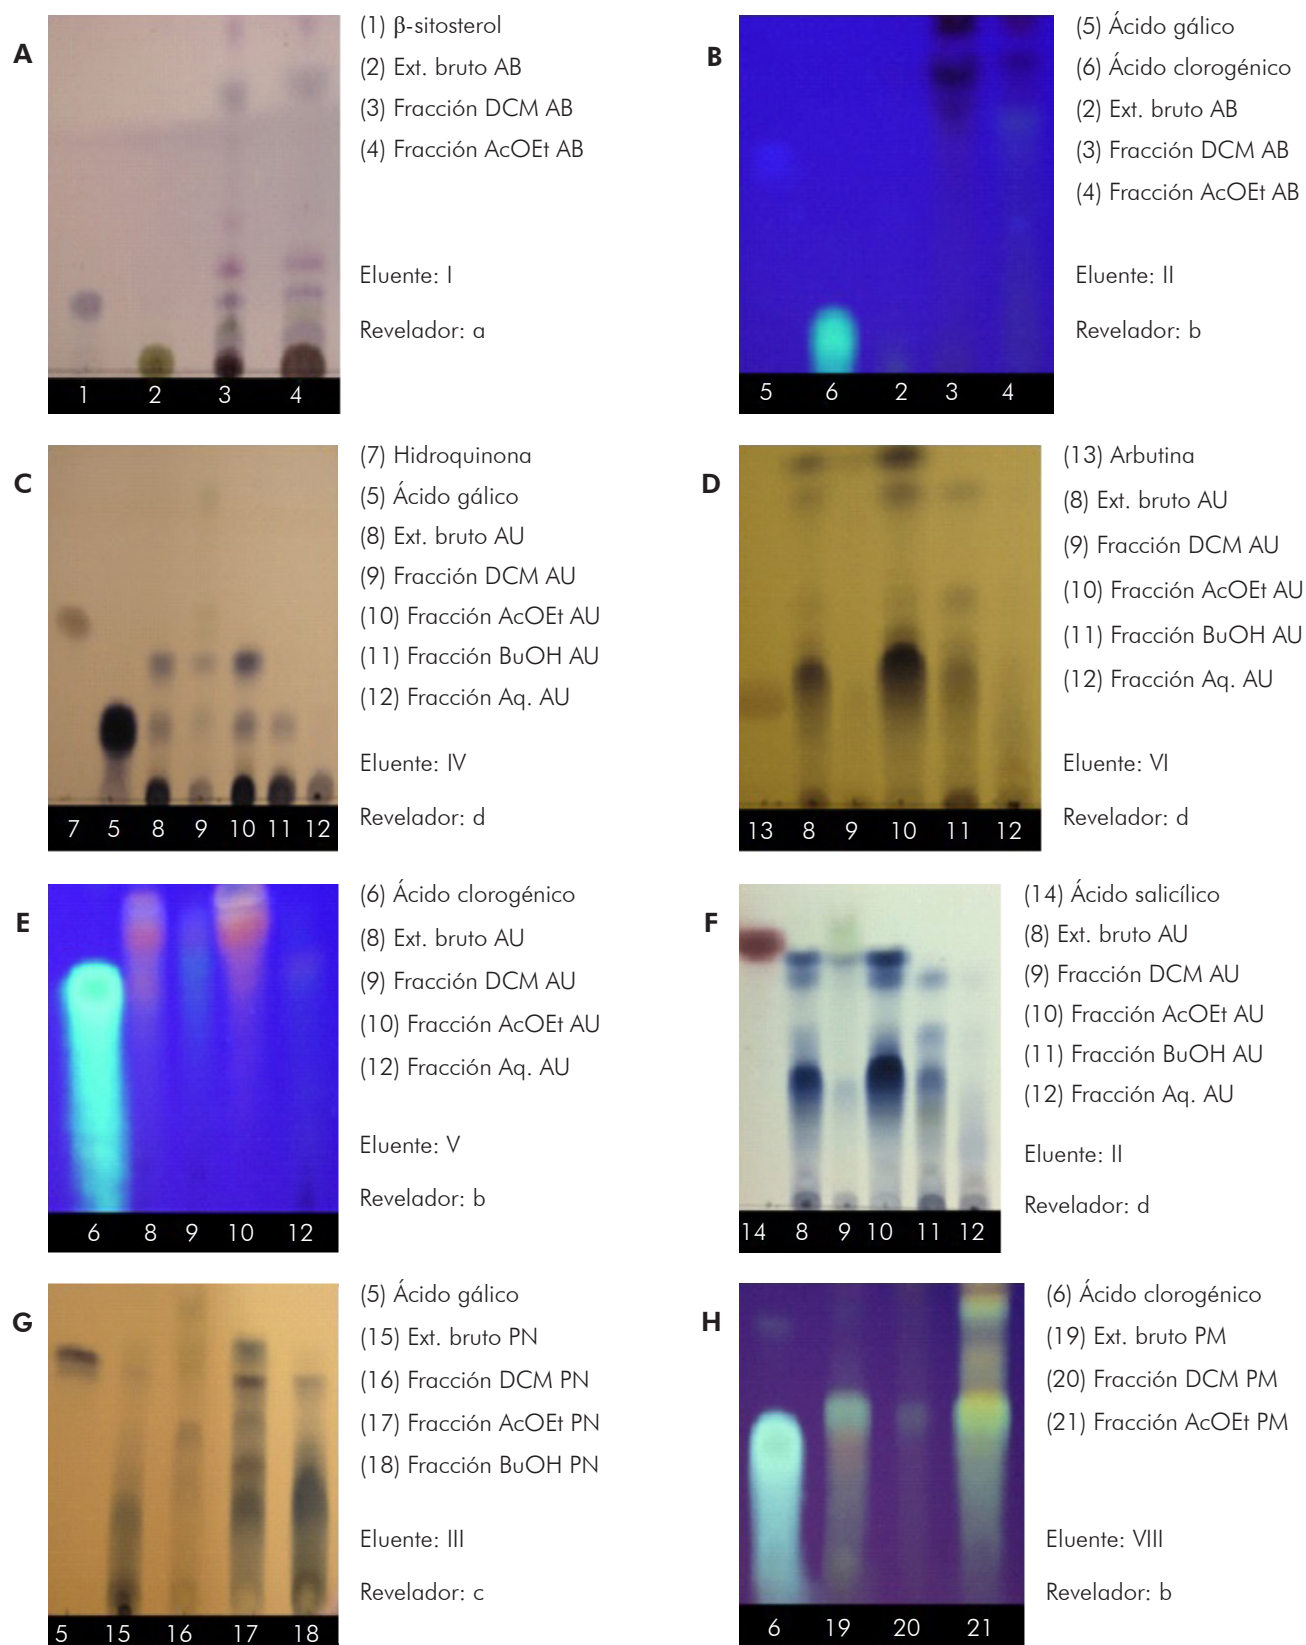 A
(1) β-sitosterol
(2) Ext. bruto AB
(3) Fracción DCM AB
(4) Fracción AcOEt AB
Eluente: I
Revelador: a
1 2 3 4
B
(5) Ácido gálico
(6) Ácido clorogénico
(2) Ext. bruto AB
(3) Fracción DCM AB
(4) Fracción AcOEt AB
Eluente: II
Revelador: b
5 6 2 3 4
C
(7) Hidroquinona
(5) Ácido gálico
(8) Ext. bruto AU
(9) Fracción DCM AU
(10) Fracción AcOEt AU
(11) Fracción BuOH AU
(12) Fracción Aq. AU
Eluente: IV
Revelador: d
7 5 8 9 10 11 12
D
(13) Arbutina
(8) Ext. bruto AU
(9) Fracción DCM AU
(10) Fracción AcOEt AU
(11) Fracción BuOH AU
(12) Fracción Aq. AU
Eluente: VI
Revelador: d
13 8 9 10 11 12
E
(6) Ácido clorogénico
(8) Ext. bruto AU
(9) Fracción DCM AU
(10) Fracción AcOEt AU
(12) Fracción Aq. AU
Eluente: V
Revelador: b
6 8 9 10 12
F
(14) Ácido salicílico
(8) Ext. bruto AU
(9) Fracción DCM AU
(10) Fracción AcOEt AU
(11) Fracción BuOH AU
(12) Fracción Aq. AU
Eluente: II
Revelador: d
14 8 9 10 11 12
G
(5) Ácido gálico
(15) Ext. bruto PN
(16) Fracción DCM PN
(17) Fracción AcOEt PN
(18) Fracción BuOH PN
Eluente: III
Revelador: c
5 15 16 17 18
H
(6) Ácido clorogénico
(19) Ext. bruto PM
(20) Fracción DCM PM
(21) Fracción AcOEt PM
Eluente: VIII
Revelador: b
6 19 20 21